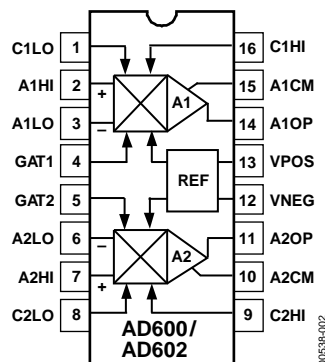 C1LO 1 16 C1HI
A1HI 2 + A1 15 A1CM
A1LO 3 – 14 A1OP
GAT1 4 13 VPOS
REF
GAT2 5 12 VNEG
A2LO 6 – A2 11 A2OP
A2HI 7 + 10 A2CM
C2LO 8 9 C2HI
AD600/
AD602
00538-002